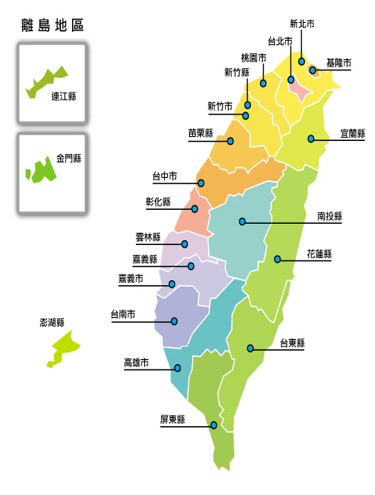 離島地區
連江縣
金門縣
澎湖縣
新北市
台北市
基隆市
桃園市
新竹縣
新竹市
宜蘭縣
苗栗縣
台中市
彰化縣
南投縣
雲林縣
花蓮縣
嘉義縣
嘉義市
台南市
台東縣
高雄市
屏東縣